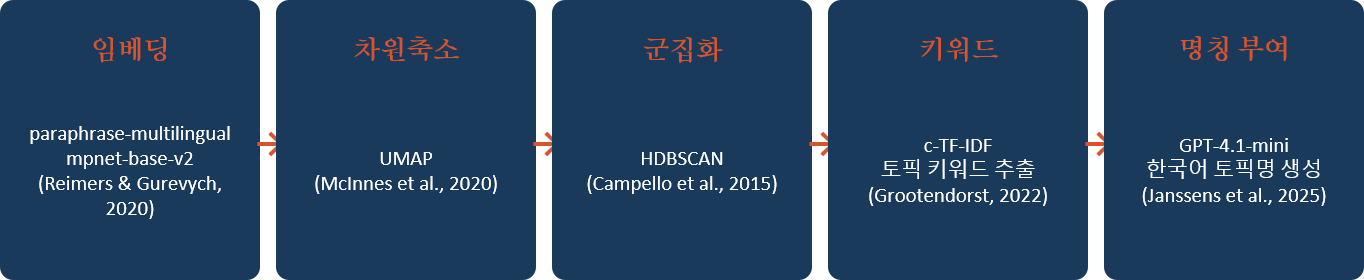 임베딩
paraphrase-multilingual
mpnet-base-v2
(Reimers & Gurevych,
2020)
차원축소
UMAP
(McInnes et al., 2020)
군집화
HDBSCAN
(Campello et al., 2015)
키워드
c-TF-IDF
토픽 키워드 추출
(Grootendorst, 2022)
명칭 부여
GPT-4.1-mini
한국어 토픽명 생성
(Janssens et al., 2025)